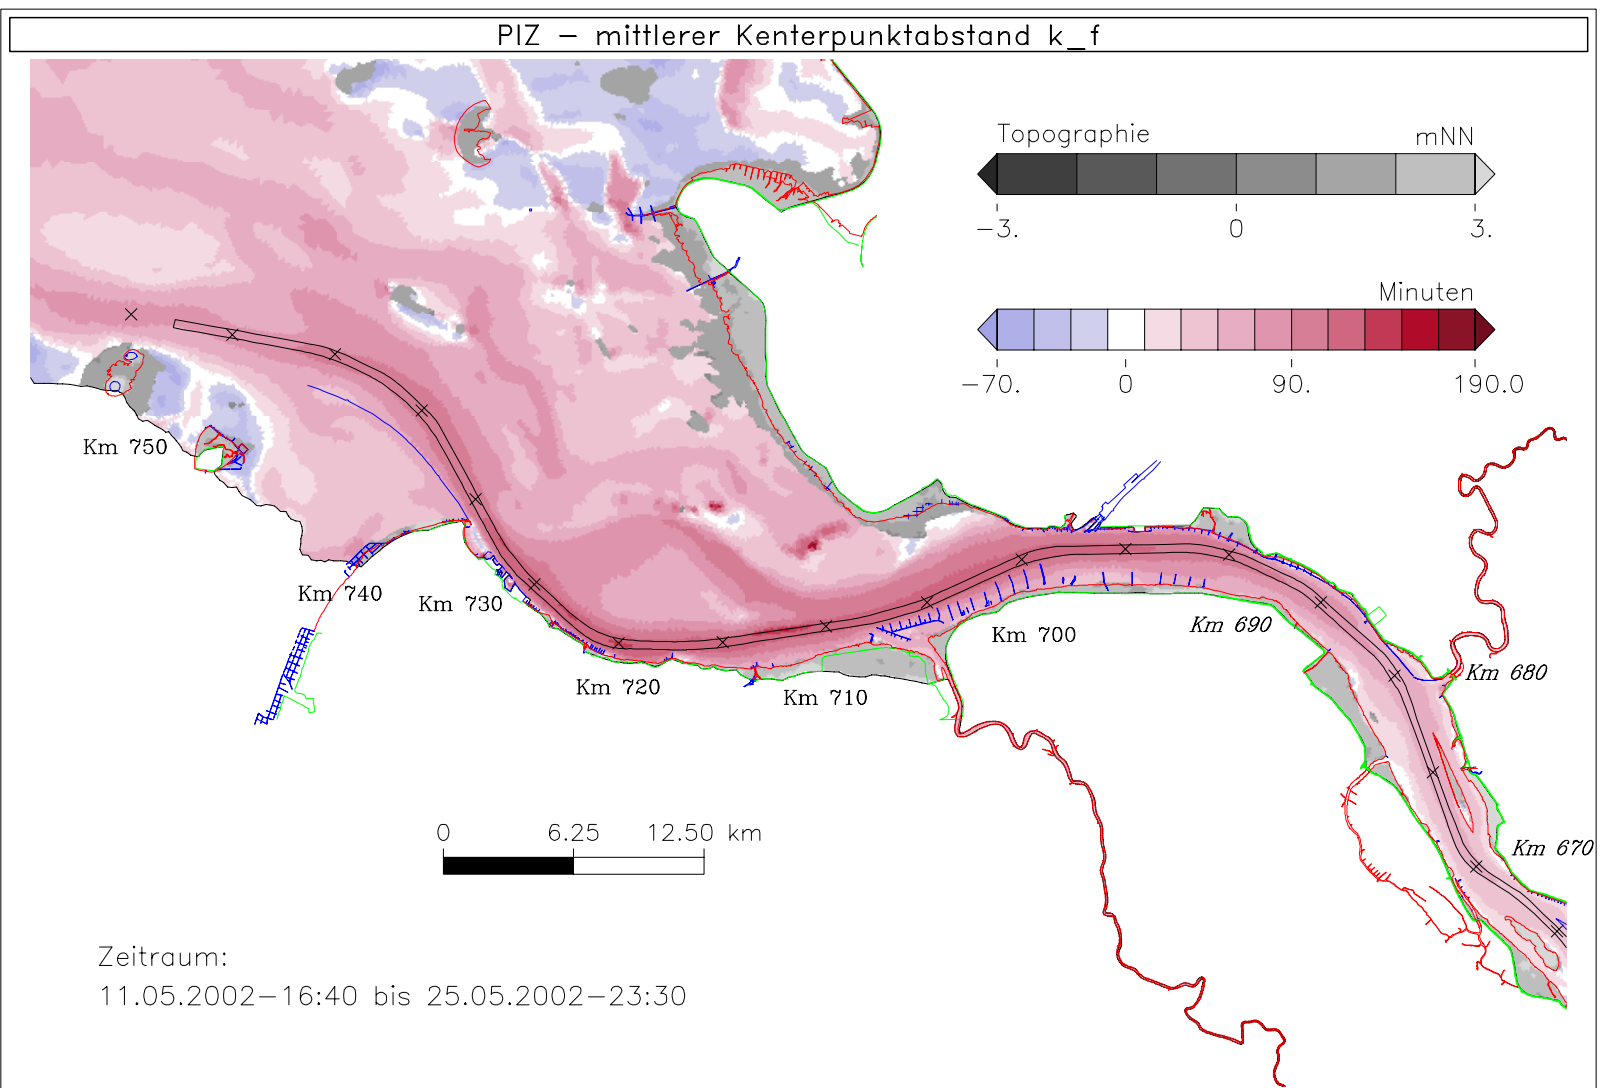 PIZ – mittlerer Kenterpunktabstand k_f
Topographie mNN
−3. 0 3.
Minuten
−70. 0 90. 190.0
Km 750
Km 740
Km 730
Km 720
Km 710
Km 700
Km 690
Km 680
Km 670
0 6.25 12.50 km
Zeitraum:
11.05.2002−16:40 bis 25.05.2002−23:30